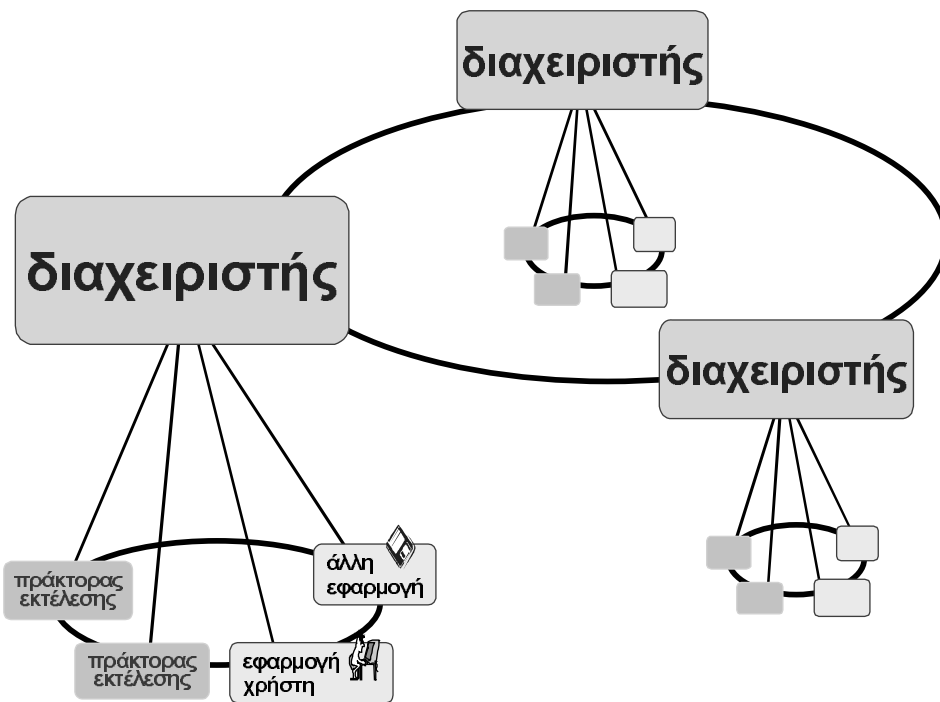 διαχειριστής
διαχειριστής
διαχειριστής
άλλη
εφαρμογή
πράκτορας
εκτέλεσης
πράκτορας
εκτέλεσης
εφαρμογή
χρήστη